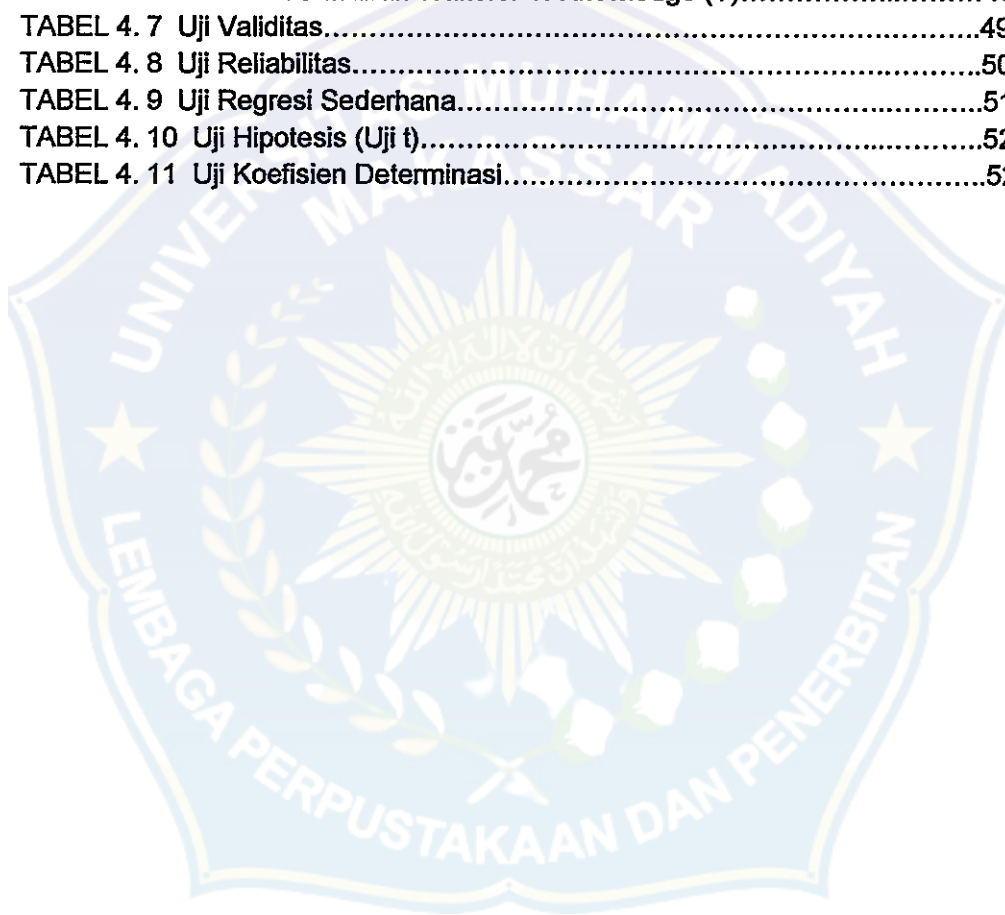 (Y)
TABEL 4. 7 Uji Validitas.....................................................................................49
TABEL 4. 8 Uji Reliabilitas.................................................................................50
TABEL 4. 9 Uji Regresi Sederhana....................................................................51
TABEL 4. 10 Uji Hipotesis (Uji t).........................................................................52
TABEL 4. 11 Uji Koefisien Determinasi..............................................................52
UNIVERSITAS MUHAMMADIYAH
MAKASSAR
LEMBAGA PERPUSTAKAAN DAN PENERBITAN